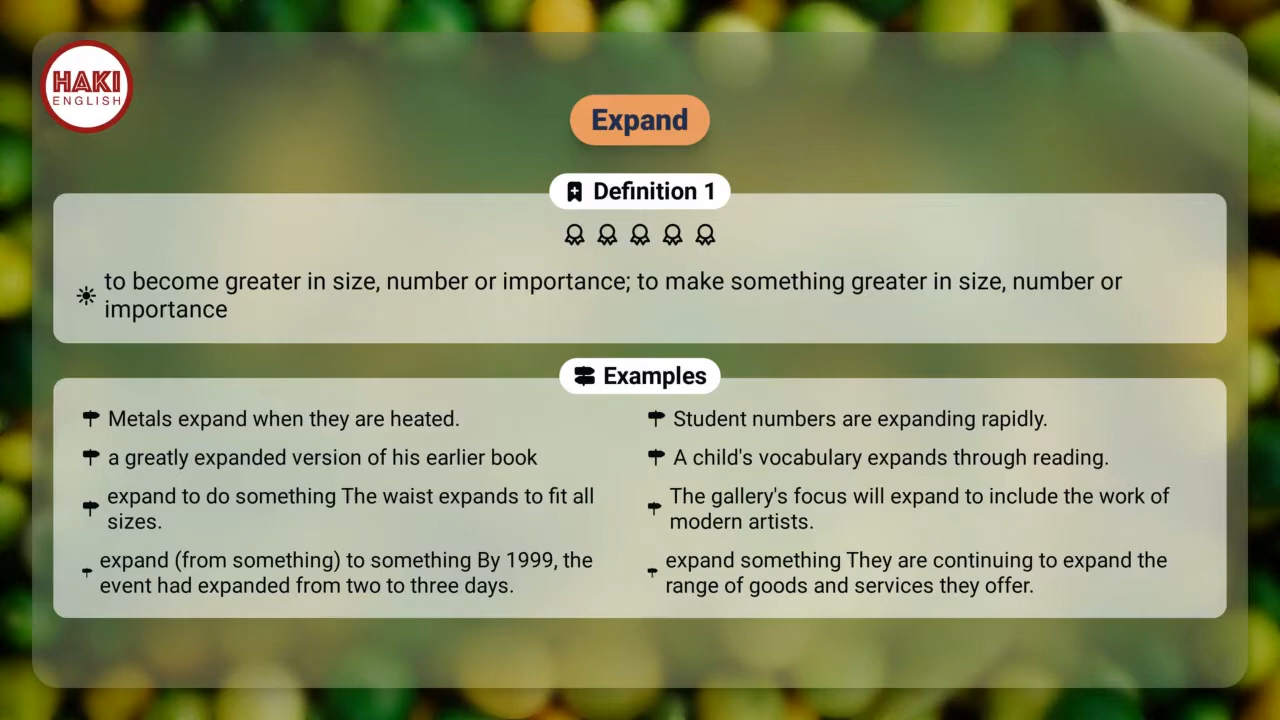 HAKI
ENGLISH
Expand
Definition 1
to become greater in size, number or importance; to make something greater in size, number or
importance
Examples
Metals expand when they are heated.
Student numbers are expanding rapidly.
a greatly expanded version of his earlier book
A child's vocabulary expands through reading.
expand to do something The waist expands to fit all
sizes.
The gallery's focus will expand to include the work of
modern artists.
expand (from something) to something By 1999, the
event had expanded from two to three days.
expand something They are continuing to expand the
range of goods and services they offer.